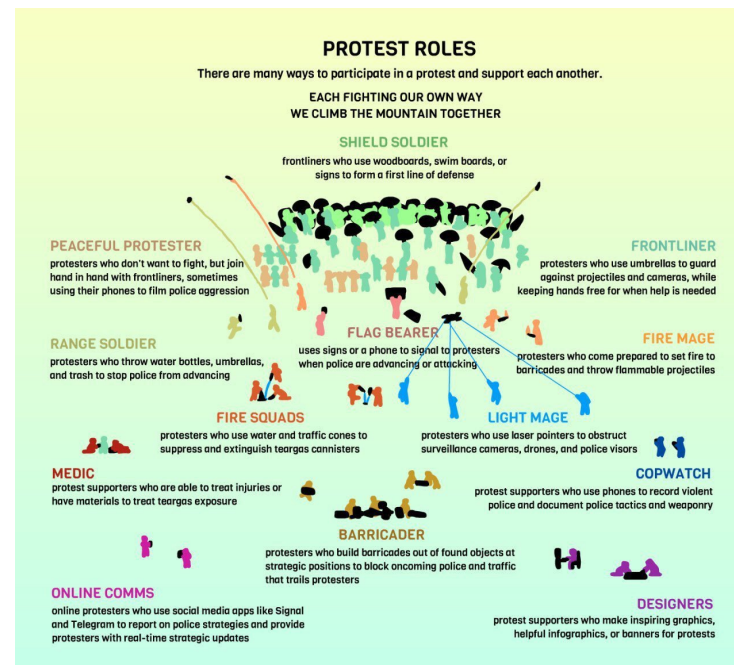 PROTEST ROLES
There are many ways to participate in a protest and support each another.
EACH FIGHTING OUR OWN WAY
WE CLIMB THE MOUNTAIN TOGETHER
SHIELD SOLDIER
frontliners who use woodboards, swim boards, or
signs to form a first line of defense
PEACEFUL PROTESTER
protesters who don't want to fight, but join
hand in hand with frontliners, sometimes
using their phones to film police aggression
FRONTLINER
protesters who use umbrellas to guard
against projectiles and cameras, while
keeping hands free for when help is needed
RANGE SOLDIER
protesters who throw water bottles, umbrellas,
and trash to stop police from advancing
FLAG BEARER
uses signs or a phone to signal to protesters
when police are advancing or attacking
FIRE MAGE
protesters who come prepared to set fire to
barricades and throw flammable projectiles
FIRE SQUADS
protesters who use water and traffic cones to
suppress and extinguish teargas cannisters
LIGHT MAGE
protesters who use laser pointers to obstruct
surveillance cameras, drones, and police visors
MEDIC
protest supporters who are able to treat injuries or
have materials to treat teargas exposure
COPWATCH
protest supporters who use phones to record violent
police and document police tactics and weaponry
BARRICADER
protesters who build barricades out of found objects at
strategic positions to block oncoming police and traffic
that trails protesters
ONLINE COMMS
online protesters who use social media apps like Signal
and Telegram to report on police strategies and provide
protesters with real-time strategic updates
DESIGNERS
protest supporters who make inspiring graphics,
helpful infographics, or banners for protests